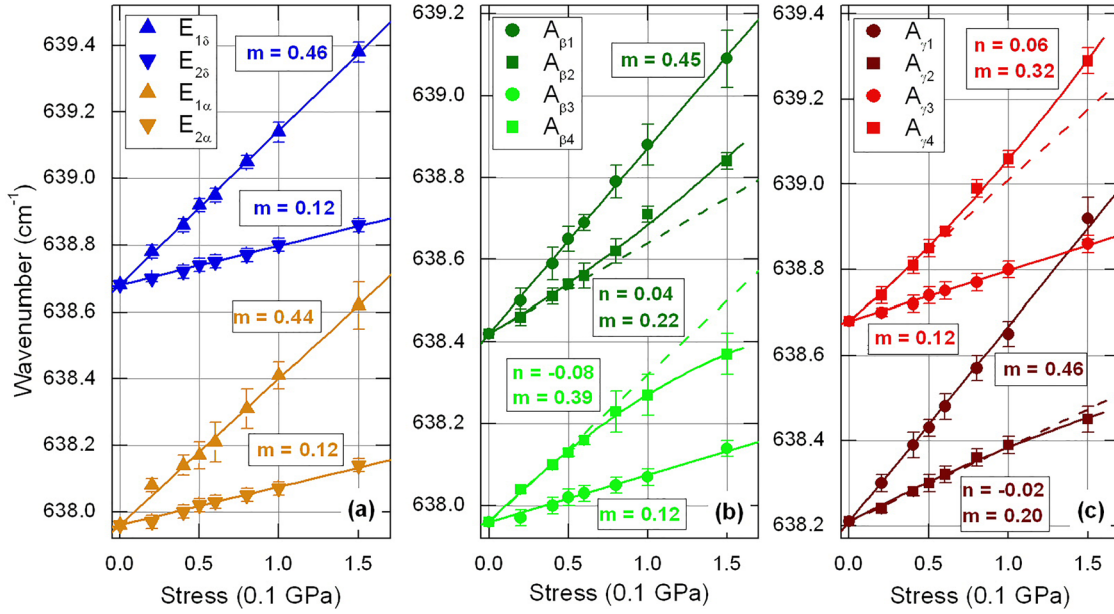 Wavenumber (cm⁻¹)
639.4
639.2
639.0
638.8
638.6
638.4
638.2
638.0
E₁δ
E₂δ
E₁α
E₂α
m = 0.46
m = 0.12
m = 0.44
m = 0.12
(a)
0.0 0.5 1.0 1.5
Stress (0.1 GPa)
639.2
639.0
638.8
638.6
638.4
638.2
638.0
Aβ1
Aβ2
Aβ3
Aβ4
m = 0.45
n = 0.04
m = 0.22
n = -0.08
m = 0.39
m = 0.12
(b)
0.0 0.5 1.0 1.5
Stress (0.1 GPa)
639.4
639.2
639.0
638.8
638.6
638.4
638.2
Aγ1
Aγ2
Aγ3
Aγ4
n = 0.06
m = 0.32
m = 0.12
m = 0.46
n = -0.02
m = 0.20
(c)
0.0 0.5 1.0 1.5
Stress (0.1 GPa)